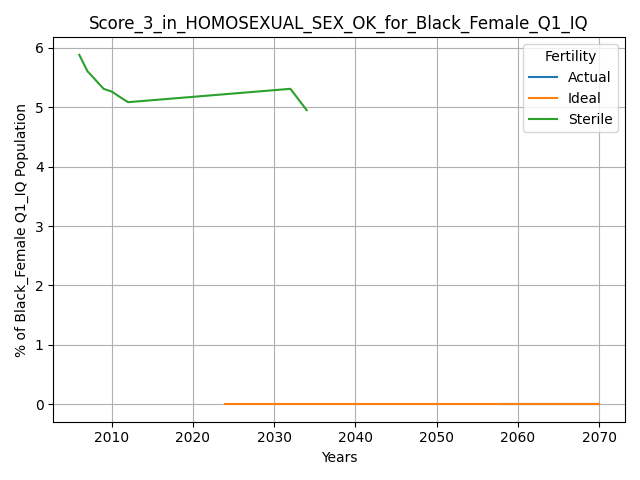 Score_3_in_HOMOSEXUAL_SEX_OK_for_Black_Female_Q1_IQ
% of Black_Female Q1_IQ Population
6
5
4
3
2
1
0
Fertility
Actual
Ideal
Sterile
2010 2020 2030 2040 2050 2060 2070
Years